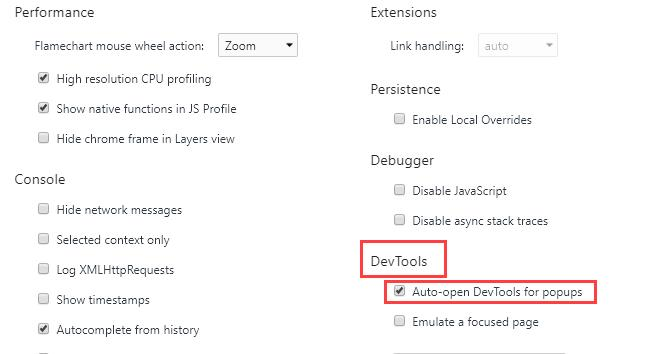 Performance
Flamechart mouse wheel action: Zoom
High resolution CPU profiling
Show native functions in JS Profile
Hide chrome frame in Layers view
Console
Hide network messages
Selected context only
Log XMLHttpRequests
Show timestamps
Autocomplete from history
Extensions
Link handling: auto
Persistence
Enable Local Overrides
Debugger
Disable JavaScript
Disable async stack traces
DevTools
Auto-open DevTools for popups
Emulate a focused page